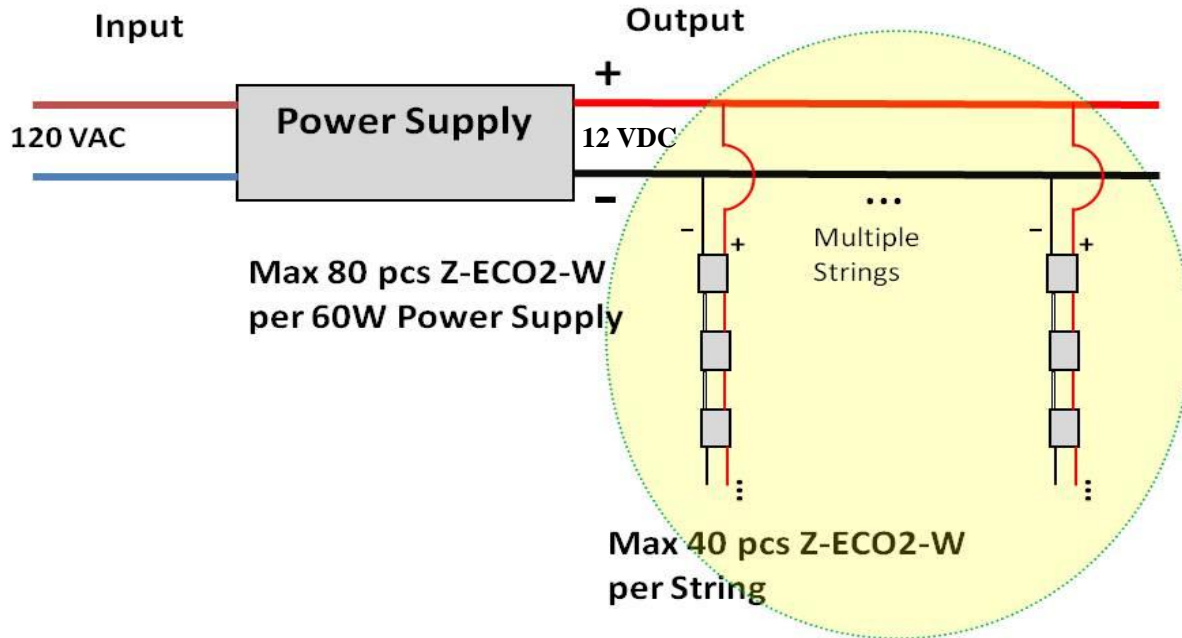 Input
Output
+
120 VAC
Power Supply
12 VDC
-
...
Multiple
Strings
– +
– +
Max 80 pcs Z-ECO2-W
per 60W Power Supply
Max 40 pcs Z-ECO2-W
per String